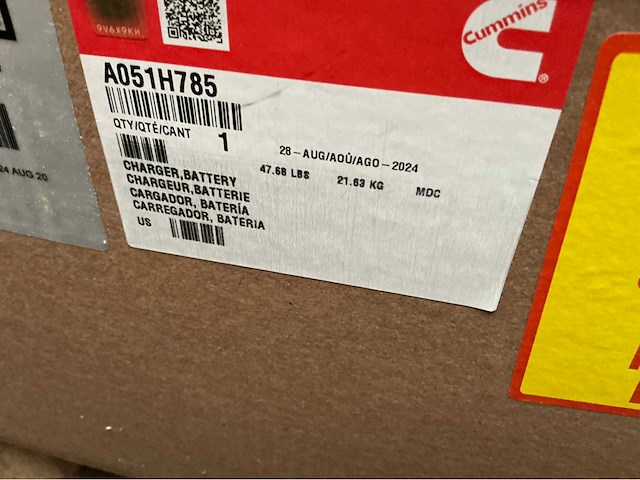 9V6X9KH
Cummins
®
A051H785
QTY/QTÉ/CANT 1
28-AUG/AOÛ/AGO-2024
47.68 LBS 21.63 KG MDC
CHARGER,BATTERY
CHARGEUR,BATTERIE
CARGADOR, BATERÍA
CARREGADOR, BATERIA
US
24 AUG 20